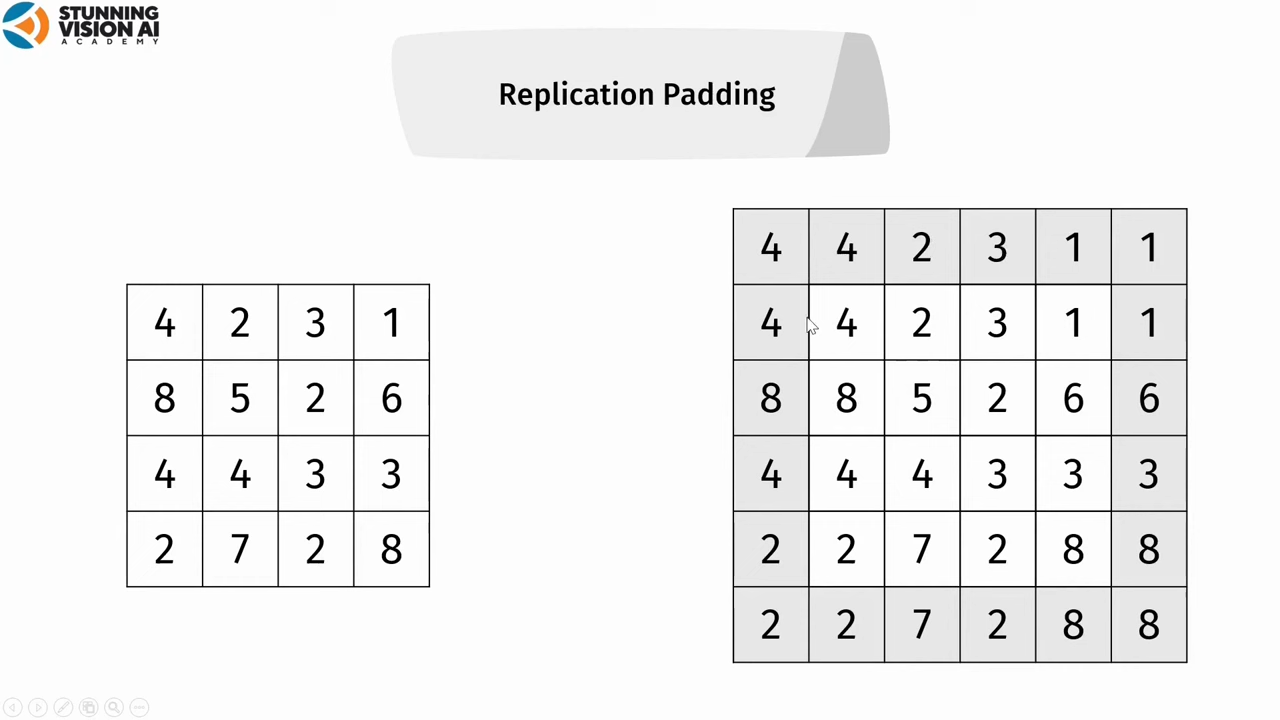 STUNNING
VISION AI
ACADEMY
Replication Padding
4 2 3 1
8 5 2 6
4 4 3 3
2 7 2 8
4 4 2 3 1 1
4 4 2 3 1 1
8 8 5 2 6 6
4 4 4 3 3 3
2 2 7 2 8 8
2 2 7 2 8 8